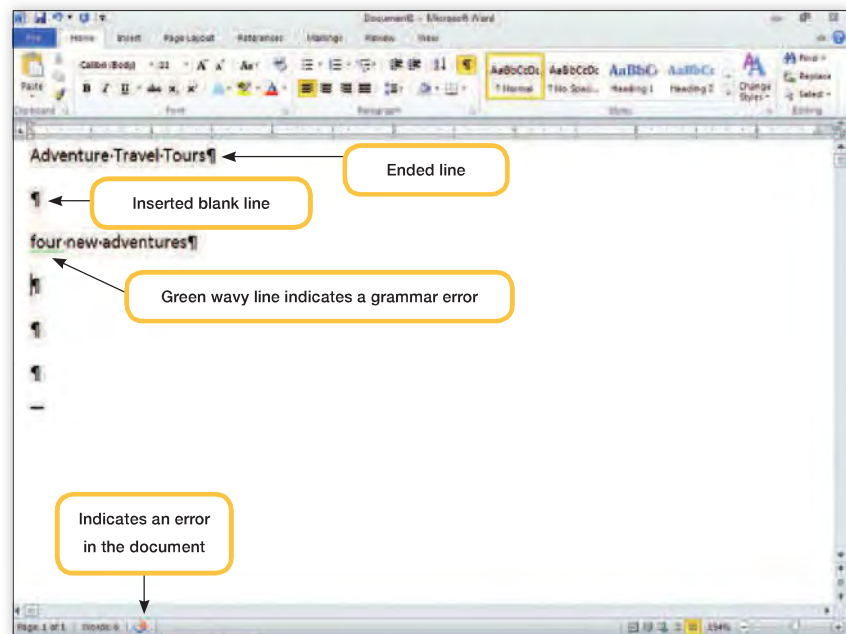 Document2 - Microsoft Word
File Home Insert Page Layout References Mailings Review View
Calibri (Body) 11 Find
Paste AaBbCcDc AaBbCcDc AaBbC AaBbCc Change Styles Replace
¶ Normal ¶ No Spaci... Heading 1 Heading 2 Select
Clipboard Font Paragraph Styles Editing
Adventure·Travel·Tours¶
Ended line
¶
Inserted blank line
four·new·adventures¶
¶
Green wavy line indicates a grammar error
¶
¶
Indicates an error
in the document
Page: 1 of 1 Words: 6 194%